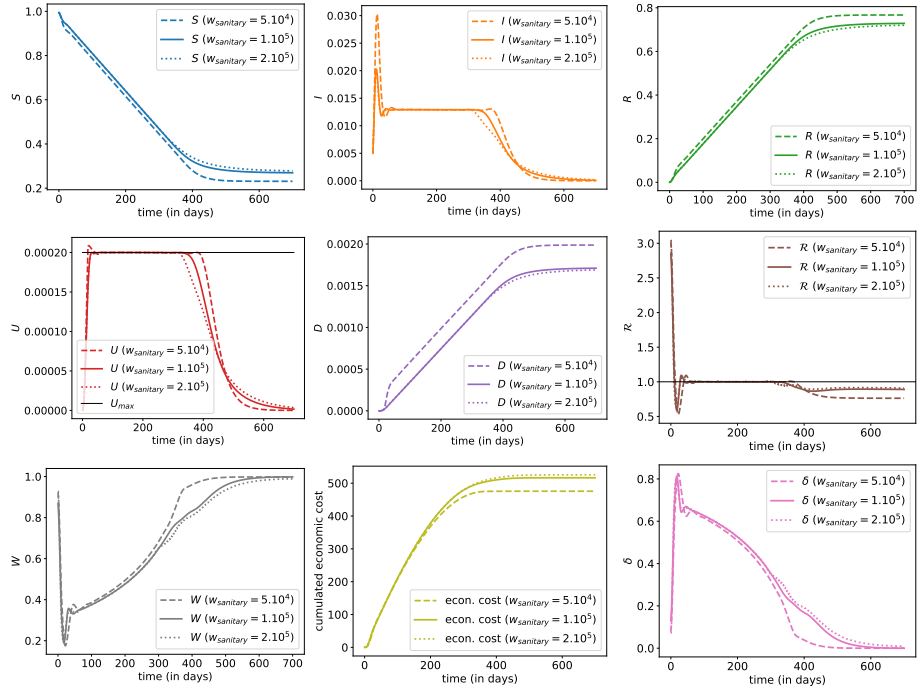 S (w_sanitary = 5.10^4)
S (w_sanitary = 1.10^5)
S (w_sanitary = 2.10^5)
1.0
0.8
0.6
0.4
0.2
S
0 200 400 600
time (in days)
I (w_sanitary = 5.10^4)
I (w_sanitary = 1.10^5)
I (w_sanitary = 2.10^5)
0.030
0.025
0.020
0.015
0.010
0.005
0.000
I
0 200 400 600
time (in days)
0.8
0.6
0.4
0.2
0.0
R
R (w_sanitary = 5.10^4)
R (w_sanitary = 1.10^5)
R (w_sanitary = 2.10^5)
0 100 200 300 400 500 600 700
time (in days)
0.00020
0.00015
0.00010
0.00005
0.00000
U
U (w_sanitary = 5.10^4)
U (w_sanitary = 1.10^5)
U (w_sanitary = 2.10^5)
U_max
0 200 400 600
time (in days)
0.0020
0.0015
0.0010
0.0005
0.0000
D
D (w_sanitary = 5.10^4)
D (w_sanitary = 1.10^5)
D (w_sanitary = 2.10^5)
0 200 400 600
time (in days)
ℛ (w_sanitary = 5.10^4)
ℛ (w_sanitary = 1.10^5)
ℛ (w_sanitary = 2.10^5)
3.0
2.5
2.0
1.5
1.0
0.5
ℛ
0 200 400 600
time (in days)
1.0
0.8
0.6
0.4
0.2
W
W (w_sanitary = 5.10^4)
W (w_sanitary = 1.10^5)
W (w_sanitary = 2.10^5)
0 100 200 300 400 500 600 700
time (in days)
500
400
300
200
100
0
cumulated economic cost
econ. cost (w_sanitary = 5.10^4)
econ. cost (w_sanitary = 1.10^5)
econ. cost (w_sanitary = 2.10^5)
0 200 400 600
time (in days)
δ (w_sanitary = 5.10^4)
δ (w_sanitary = 1.10^5)
δ (w_sanitary = 2.10^5)
0.8
0.6
0.4
0.2
0.0
δ
0 200 400 600
time (in days)